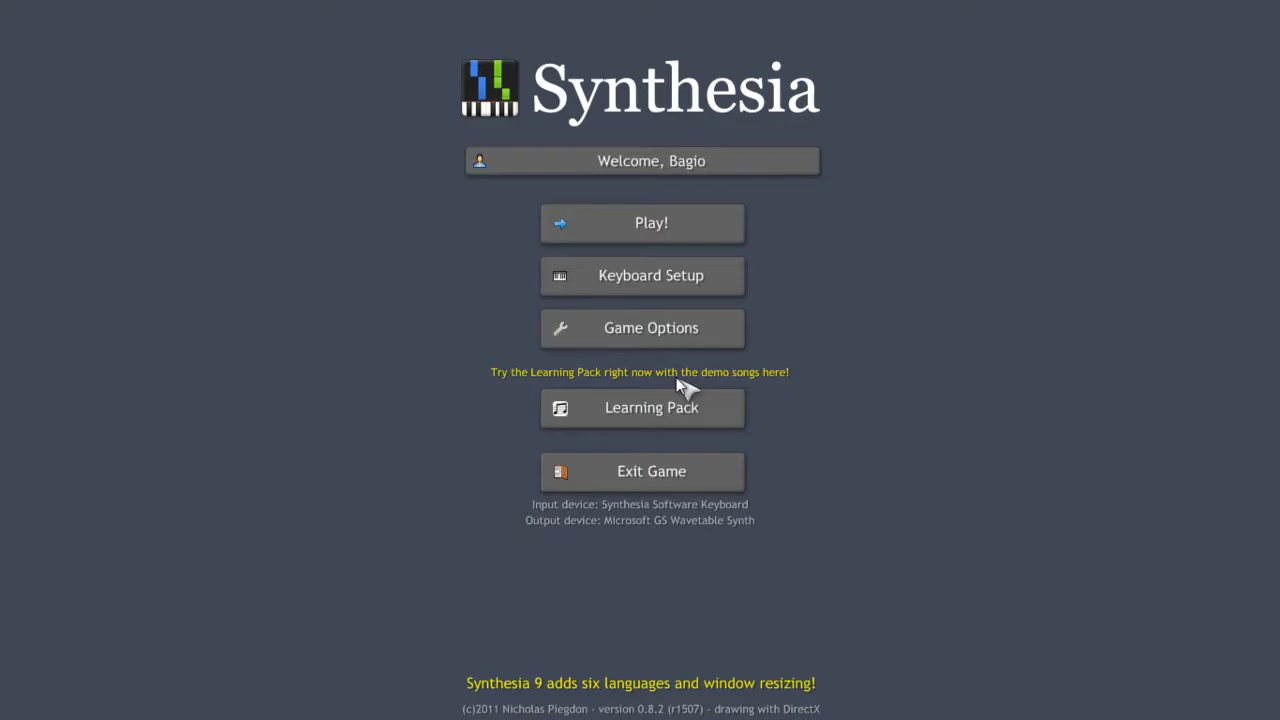 Synthesia
Welcome, Bagio
Play!
Keyboard Setup
Game Options
Try the Learning Pack right now with the demo songs here!
Learning Pack
Exit Game
Input device: Synthesia Software Keyboard
Output device: Microsoft GS Wavetable Synth
Synthesia 9 adds six languages and window resizing!
(c)2011 Nicholas Piegdon - version 0.8.2 (r1507) - drawing with DirectX